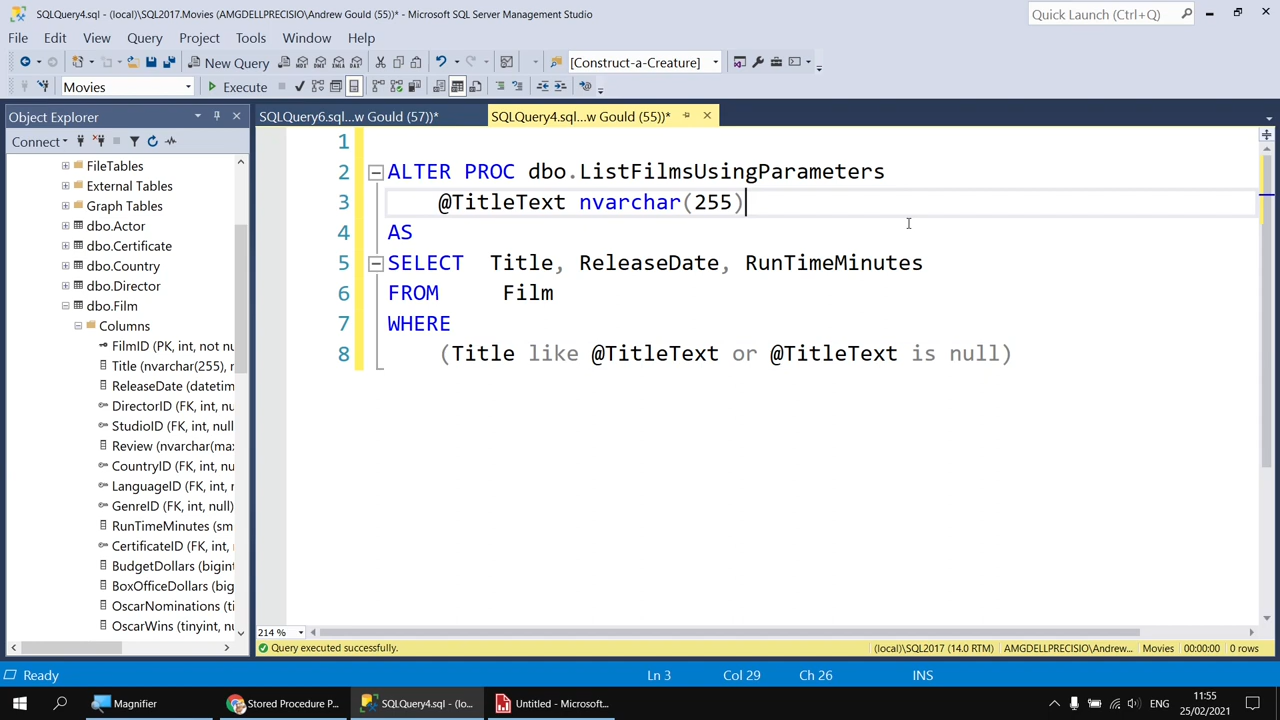 SQLQuery4.sql - (local)\SQL2017.Movies (AMGDELLPRECISIO\Andrew Gould (55))* - Microsoft SQL Server Management Studio
Quick Launch (Ctrl+Q)
File Edit View Query Project Tools Window Help
New Query
MDX DMX XMLA DAX
[Construct-a-Creature]
Movies
Execute
Object Explorer
SQLQuery6.sql...w Gould (57))*
SQLQuery4.sql...w Gould (55))*
Connect
FileTables
External Tables
Graph Tables
dbo.Actor
dbo.Certificate
dbo.Country
dbo.Director
dbo.Film
Columns
FilmID (PK, int, not nu
Title (nvarchar(255), n
ReleaseDate (datetim
DirectorID (FK, int, nu
StudioID (FK, int, null)
Review (nvarchar(max
CountryID (FK, int, nu
LanguageID (FK, int, n
GenreID (FK, int, null)
RunTimeMinutes (sm
CertificateID (FK, int, r
BudgetDollars (bigint
BoxOfficeDollars (big
OscarNominations (ti
OscarWins (tinyint, nu
1
2 ALTER PROC dbo.ListFilmsUsingParameters
3 @TitleText nvarchar(255)
4 AS
5 SELECT Title, ReleaseDate, RunTimeMinutes
6 FROM Film
7 WHERE
8 (Title like @TitleText or @TitleText is null)
214 %
Query executed successfully.
(local)\SQL2017 (14.0 RTM) AMGDELLPRECISIO\Andrew... Movies 00:00:00 0 rows
Ready
Ln 3 Col 29 Ch 26 INS
Magnifier
Stored Procedure P...
SQLQuery4.sql - (lo...
Untitled - Microsoft...
ENG
11:55
25/02/2021